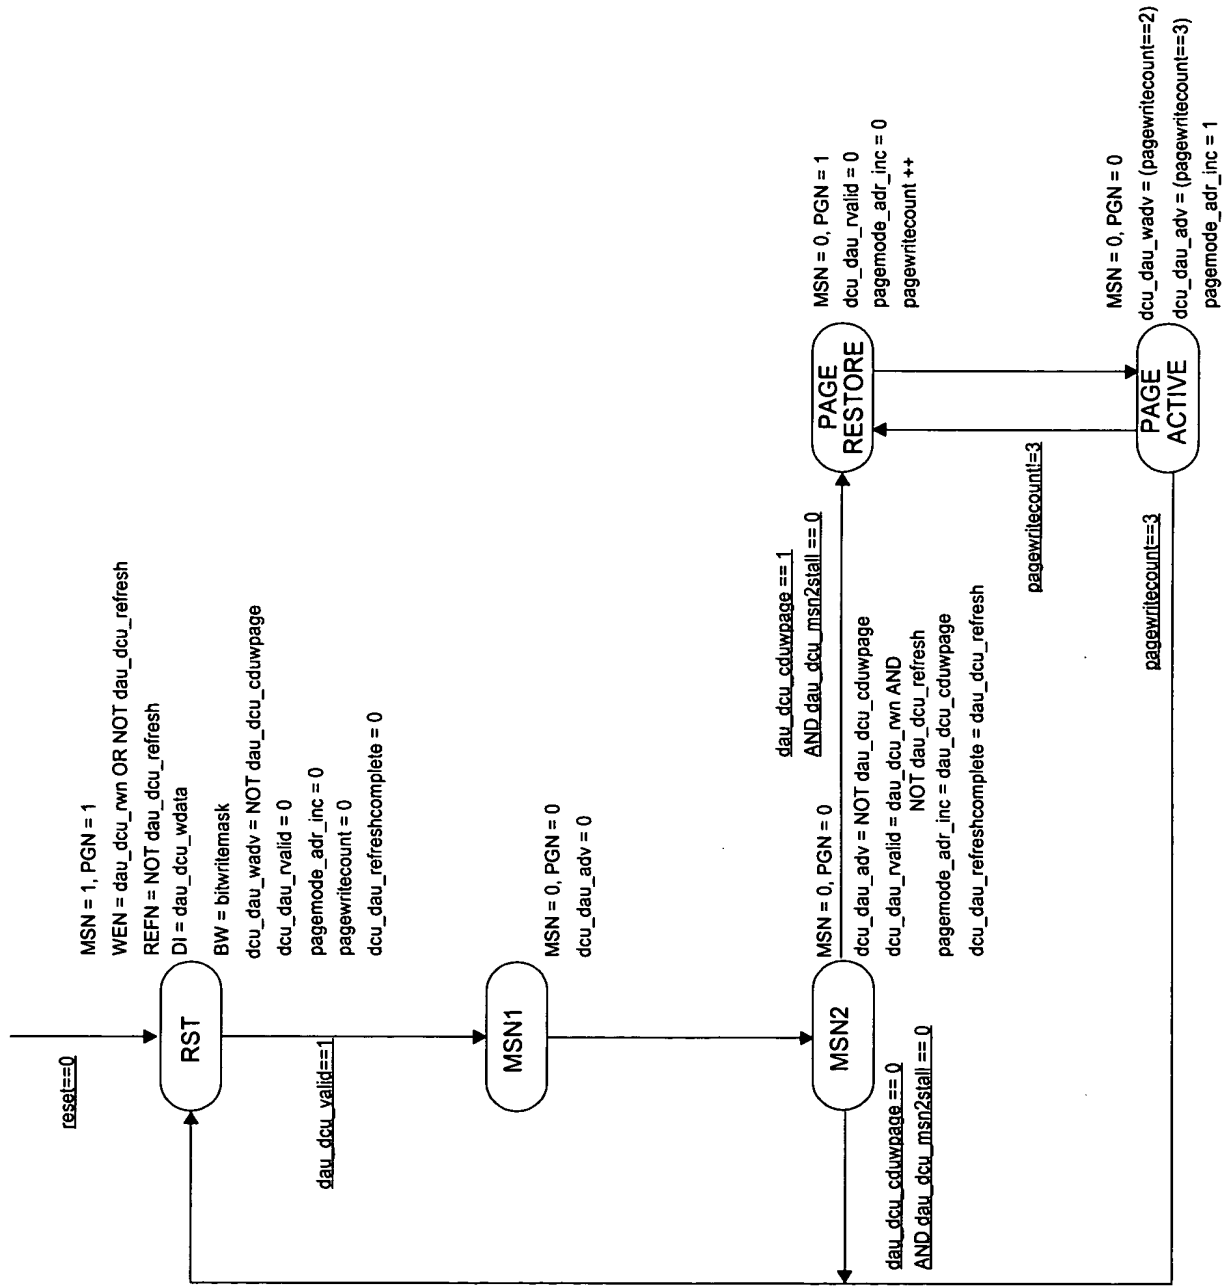 reset==0
RST
MSN = 1, PGN = 1
WEN = dau_dcu_rwn OR NOT dau_dcu_refresh
REFN = NOT dau_dcu_refresh
DI = dau_dcu_wdata
BW = bitwritemask
dcu_dau_wadv = NOT dau_dcu_cduwpage
dcu_dau_rvalid = 0
pagemode_adr_inc = 0
pagewritecount = 0
dcu_dau_refreshcomplete = 0
dau_dcu_valid==1
MSN1
MSN = 0, PGN = 0
dcu_dau_adv = 0
MSN2
MSN = 0, PGN = 0
dcu_dau_adv = NOT dau_dcu_cduwpage
dcu_dau_rvalid = dau_dcu_rwn AND
NOT dau_dcu_refresh
pagemode_adr_inc = dau_dcu_cduwpage
dcu_dau_refreshcomplete = dau_dcu_refresh
dau_dcu_cduwpage == 0
AND dau_dcu_msn2stall == 0
dau_dcu_cduwpage == 1
AND dau_dcu_msn2stall == 0
PAGE
RESTORE
MSN = 0, PGN = 1
dcu_dau_rvalid = 0
pagemode_adr_inc = 0
pagewritecount ++
pagewritecount!=3
pagewritecount==3
PAGE
ACTIVE
MSN = 0, PGN = 0
dcu_dau_wadv = (pagewritecount==2)
dcu_dau_adv = (pagewritecount==3)
pagemode_adr_inc = 1